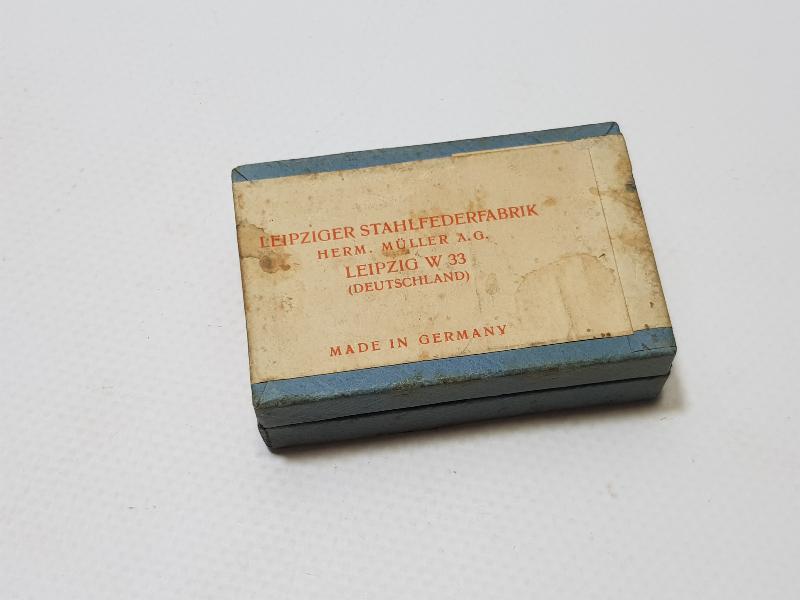 LEIPZIGER STAHLFEDERFABRIK
HERM. MÜLLER A.G.
LEIPZIG W 33
(DEUTSCHLAND)
MADE IN GERMANY